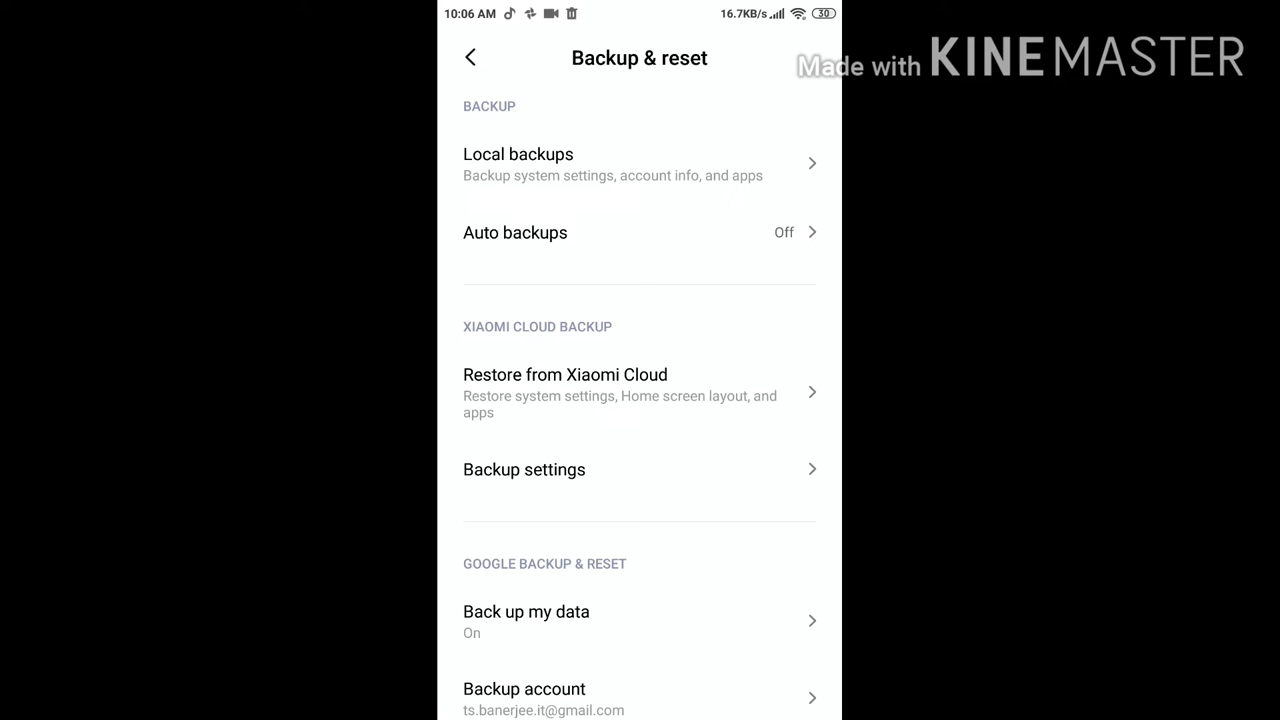 10:06 AM 16.7KB/s 30
Backup & reset
Made with KINEMASTER
BACKUP
Local backups
Backup system settings, account info, and apps
Auto backups Off
XIAOMI CLOUD BACKUP
Restore from Xiaomi Cloud
Restore system settings, Home screen layout, and
apps
Backup settings
GOOGLE BACKUP & RESET
Back up my data
On
Backup account
ts.banerjee.it@gmail.com